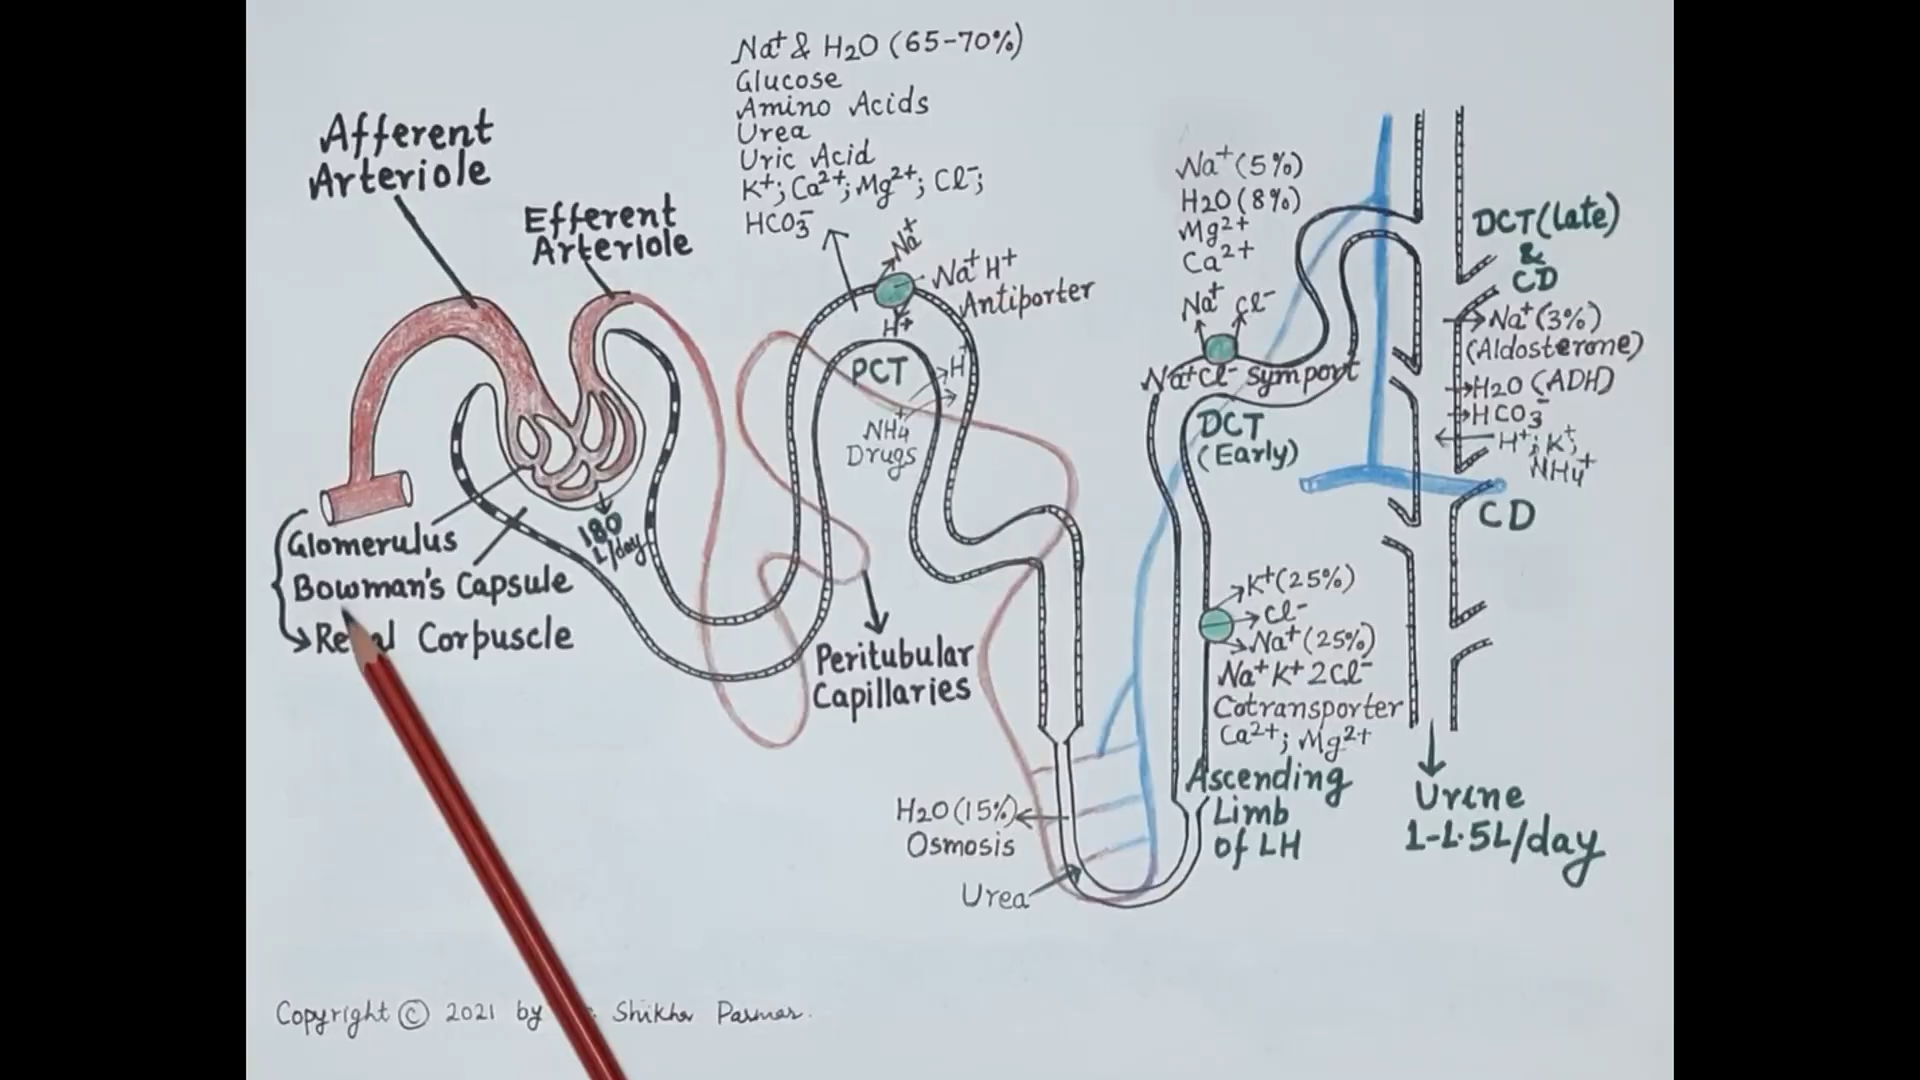 Afferent
Arteriole
Efferent
Arteriole
Glomerulus
Bowman's Capsule
Corpuscle
180
L/day
Na+ & H2O (65-70%)
Glucose
Amino Acids
Urea
Uric Acid
K+; Ca2+; Mg2+; Cl-;
HCO3-
Na+
Na+ H+
Antiporter
H+
PCT
H+
NH4+
Drugs
Peritubular
Capillaries
H2O (15%)
Osmosis
Urea
Na+ (5%)
H2O (8%)
Mg2+
Ca2+
Na+ Cl-
Na+ Cl- symport
DCT
(Early)
K+ (25%)
Cl-
Na+ (25%)
Na+ K+ 2Cl-
Cotransporter
Ca2+; Mg2+
Ascending
Limb
of LH
DCT (late)
&
CD
Na+ (3%)
(Aldosterone)
H2O (ADH)
HCO3-
H+; K+;
NH4+
CD
Urine
1-1.5L/day
Copyright © 2021 by Shikha Parmar.